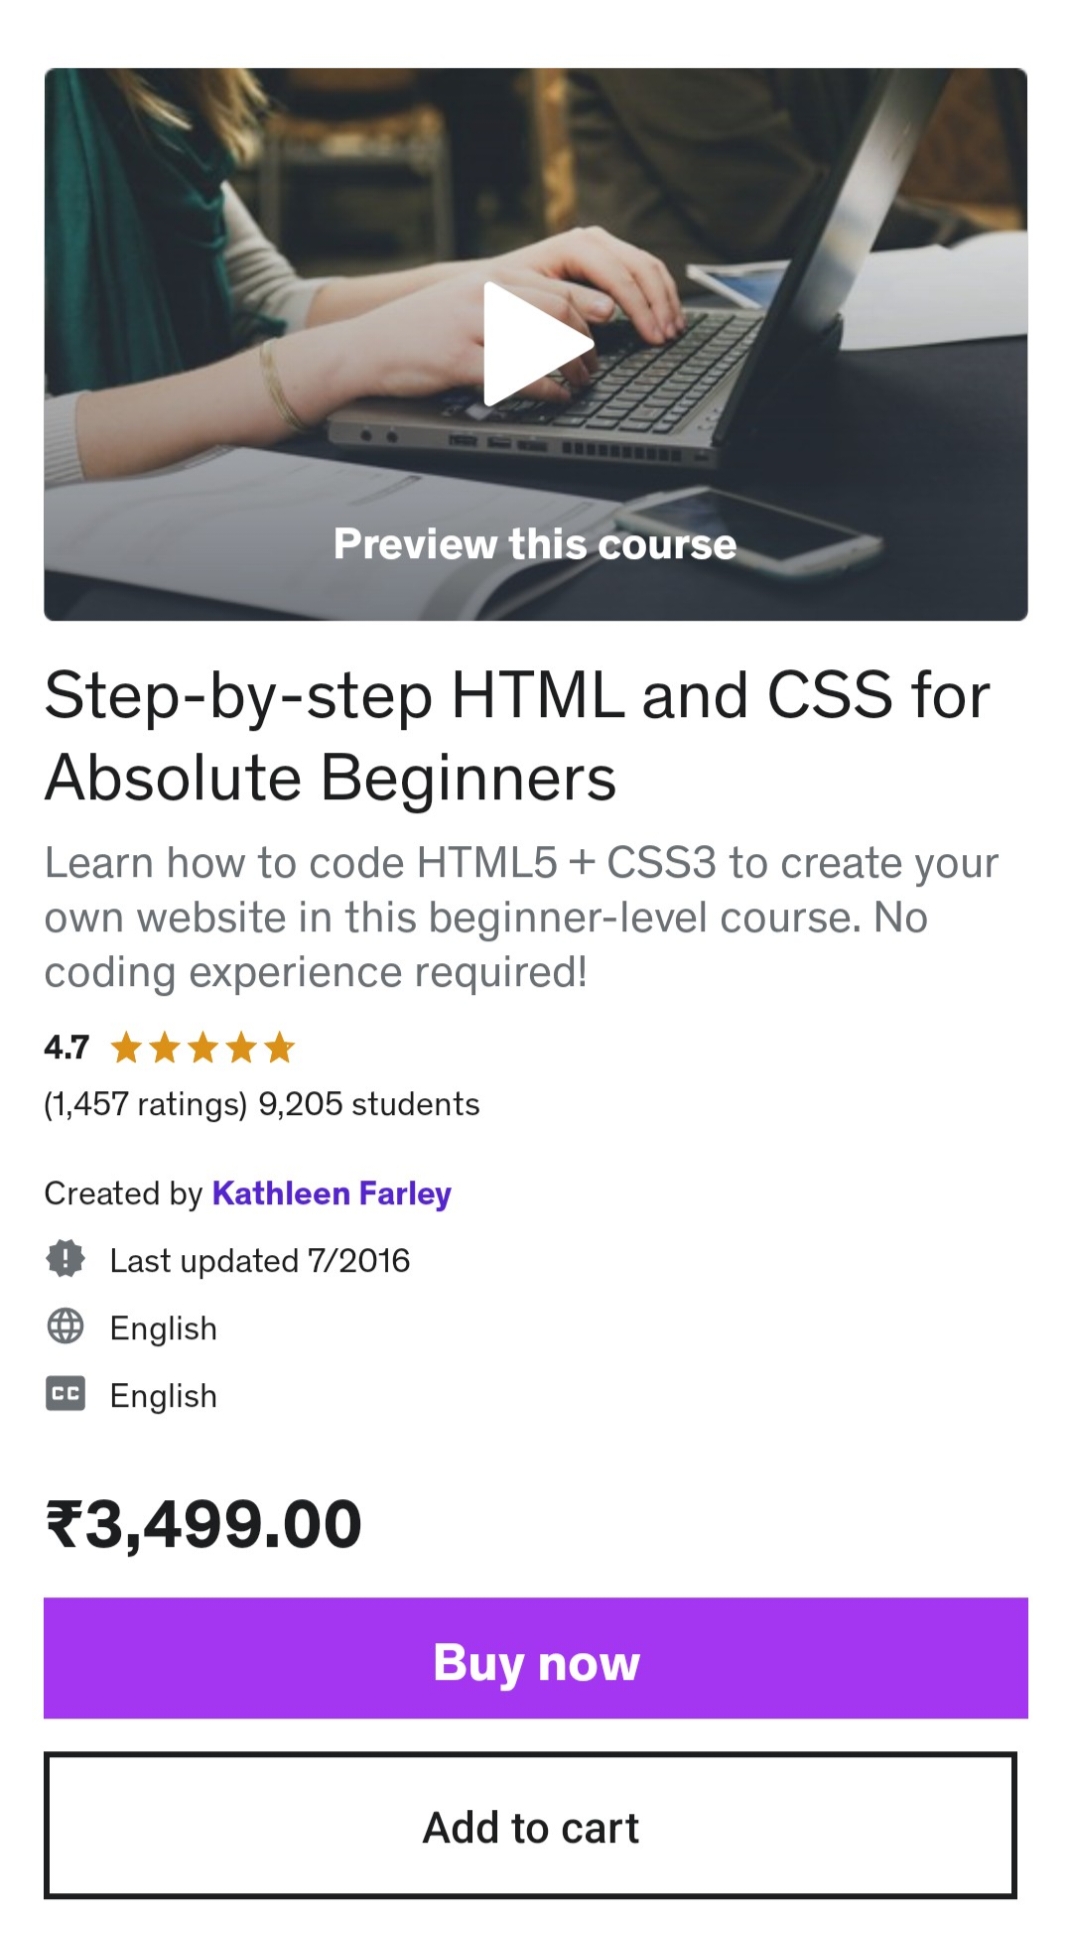 Preview this course
Step-by-step HTML and CSS for
Absolute Beginners
Learn how to code HTML5 + CSS3 to create your
own website in this beginner-level course. No
coding experience required!
4.7
(1,457 ratings) 9,205 students
Created by Kathleen Farley
Last updated 7/2016
English
CC English
₹3,499.00
Buy now
Add to cart